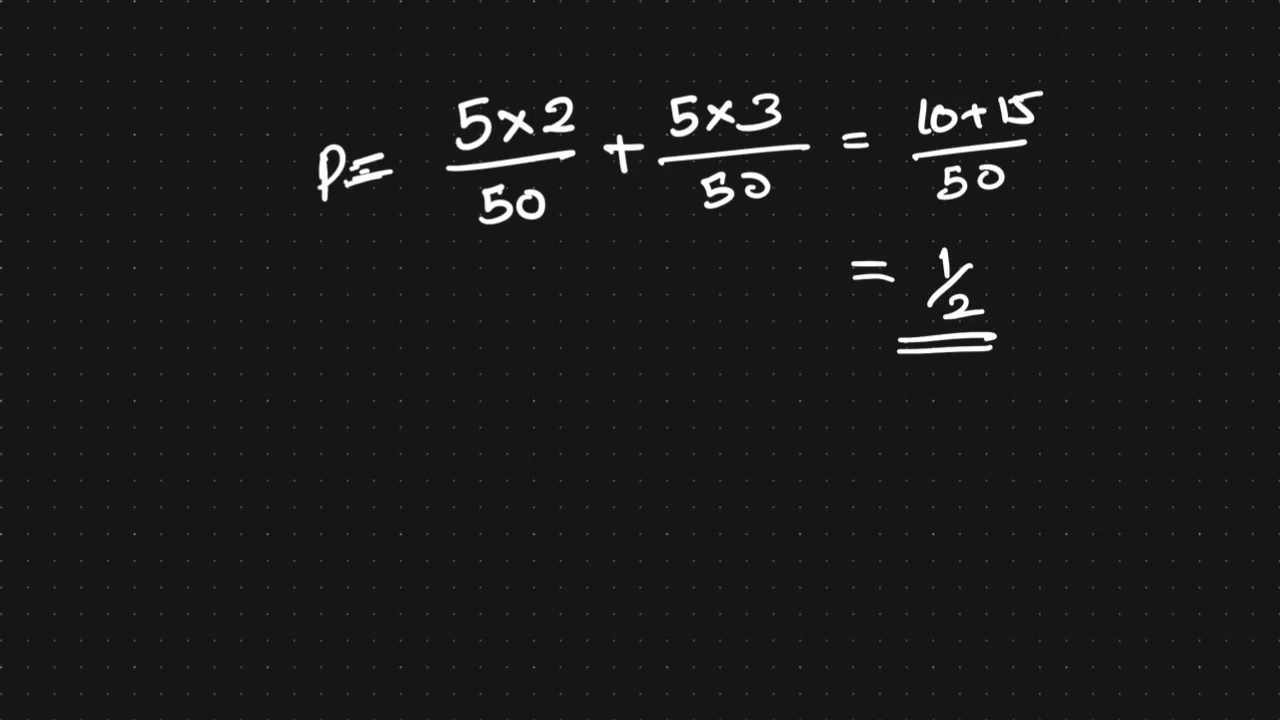 P= 5×2/50 + 5×3/50 = 10+15/50
= 1/2